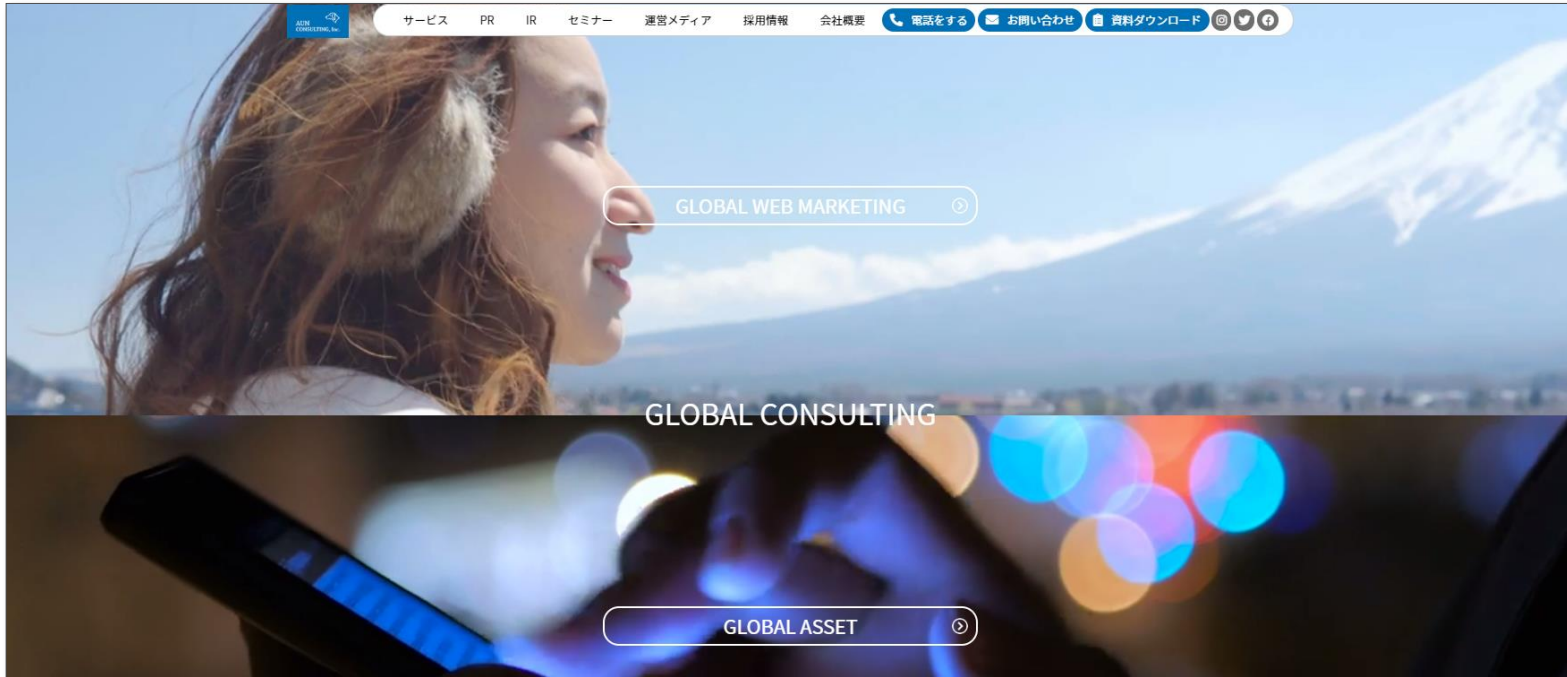 AUN
CONSULTING, Inc.
サービス PR IR セミナー 運営メディア 採用情報 会社概要 電話をする お問い合わせ 資料ダウンロード
GLOBAL WEB MARKETING
GLOBAL CONSULTING
GLOBAL ASSET